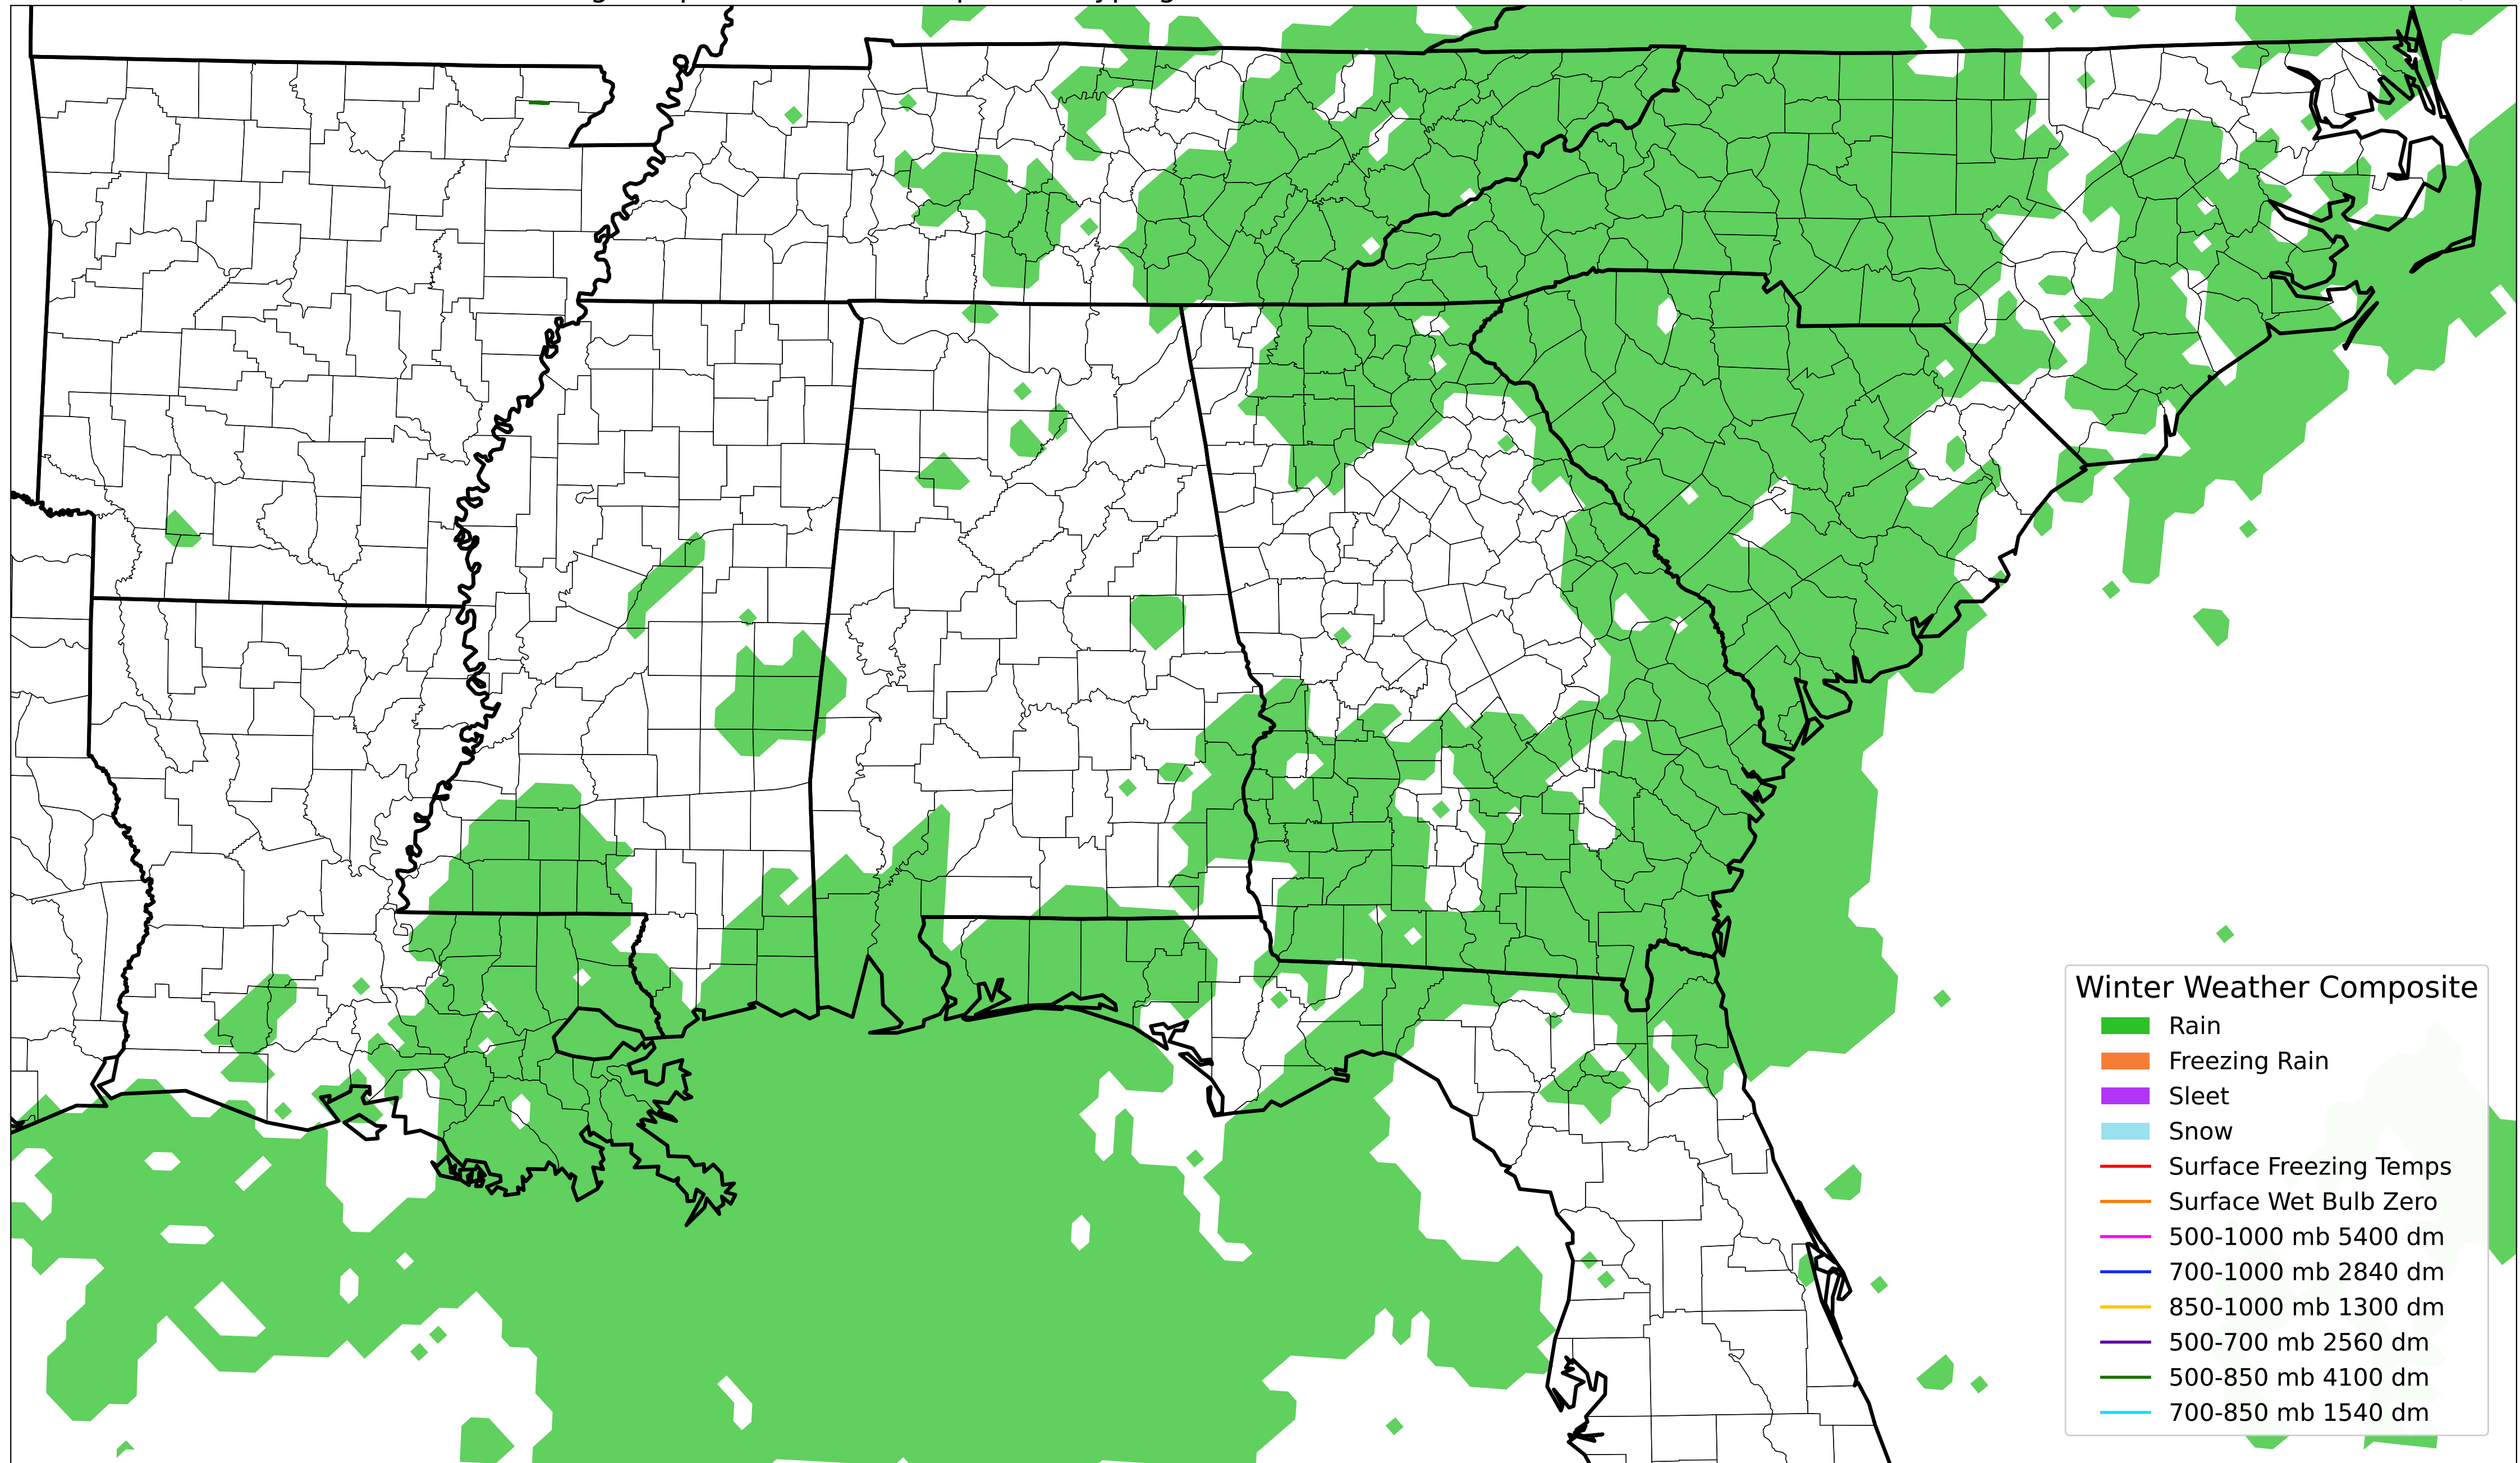 Winter Weather Composite
Rain
Freezing Rain
Sleet
Snow
Surface Freezing Temps
Surface Wet Bulb Zero
500-1000 mb 5400 dm
700-1000 mb 2840 dm
850-1000 mb 1300 dm
500-700 mb 2560 dm
500-850 mb 4100 dm
700-850 mb 1540 dm